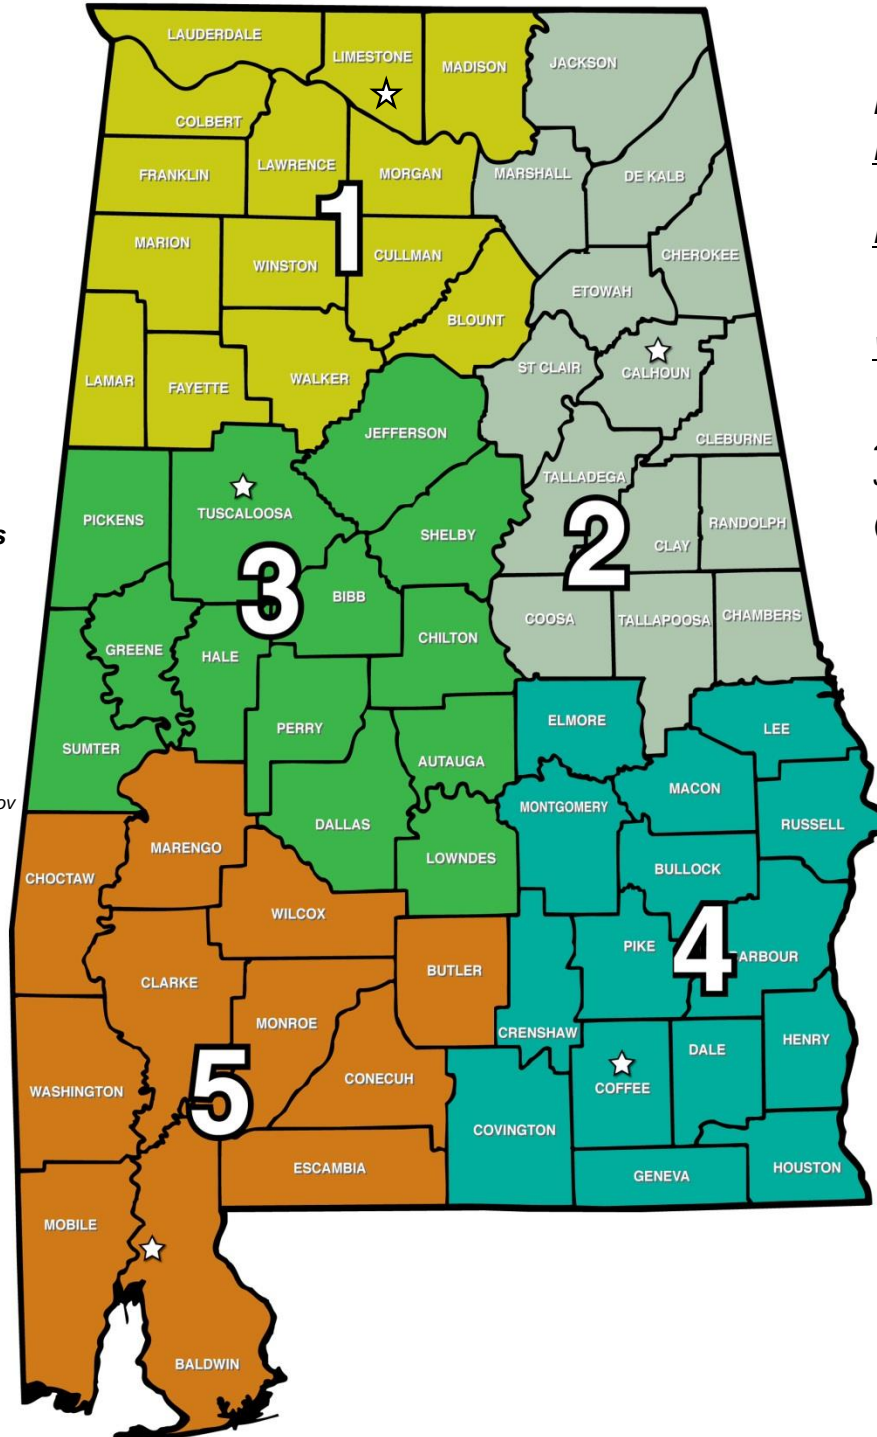 LAUDERDALE
LIMESTONE
MADISON
JACKSON
COLBERT
FRANKLIN
LAWRENCE
MORGAN
MARSHALL
DE KALB
1
MARION
WINSTON
CULLMAN
CHEROKEE
ETOWAH
BLOUNT
LAMAR
FAYETTE
WALKER
ST CLAIR
CALHOUN
JEFFERSON
CLEBURNE
TALLADEGA
PICKENS
TUSCALOOSA
SHELBY
2
RANDOLPH
CLAY
3
BIBB
GREENE
HALE
CHILTON
COOSA
TALLAPOOSA
CHAMBERS
SUMTER
PERRY
AUTAUGA
ELMORE
LEE
MACON
MONTGOMERY
RUSSELL
ov
DALLAS
MARENGO
LOWNDES
BULLOCK
CHOCTAW
WILCOX
PIKE
4
ARBOUR
CLARKE
BUTLER
MONROE
CRENSHAW
HENRY
DALE
WASHINGTON
5
CONECUH
COFFEE
COVINGTON
ESCAMBIA
GENEVA
HOUSTON
MOBILE
BALDWIN